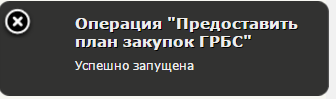 Операция "Предоставить
план закупок ГРБС"
Успешно запущена